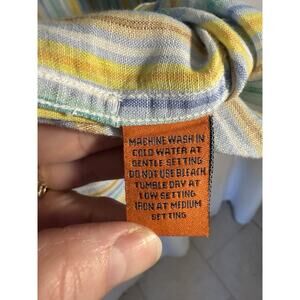 MACHINE WASH IN
COLD WATER AT
GENTLE SETTING
DO NOT USE BLEACH.
TUMBLE DRY AT
LOW SETTING
IRON AT MEDIUM
SETTING